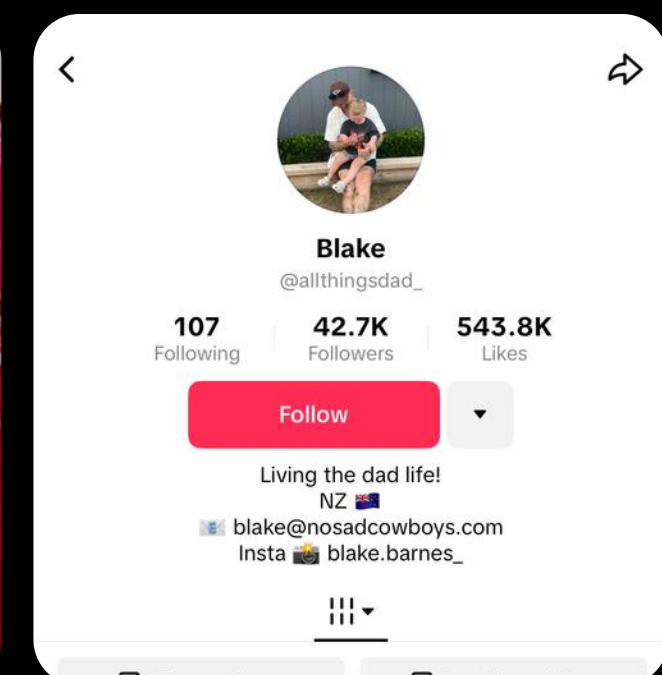 Blake
@allthingsdad_
107 42.7K 543.8K
Following Followers Likes
Follow
Living the dad life!
NZ 🇳🇿
📧 blake@nosadcowboys.com
Insta 📸 blake.barnes_